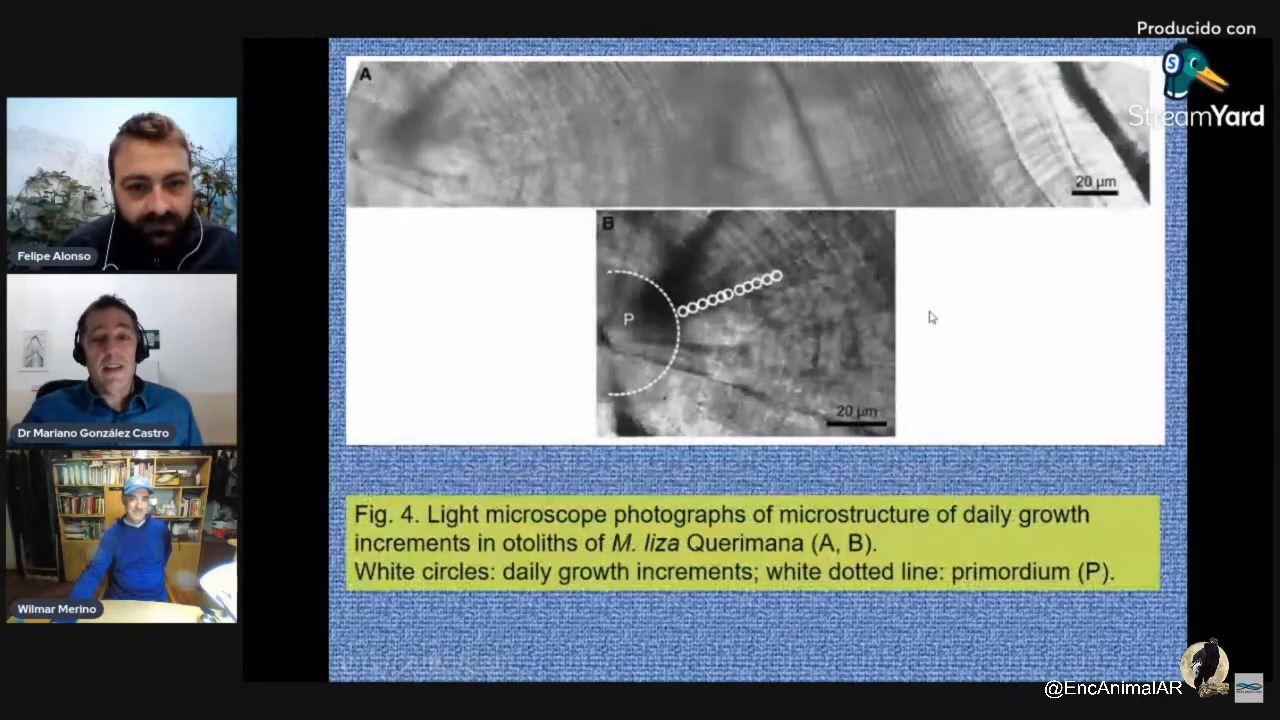 Producido con
StreamYard
Felipe Alonso
Dr Mariano González Castro
Wilmar Merino
A
20 µm
B
P
20 µm
Fig. 4. Light microscope photographs of microstructure of daily growth
increments in otoliths of M. liza Querimana (A, B).
White circles: daily growth increments; white dotted line: primordium (P).
@EncAnimalAR